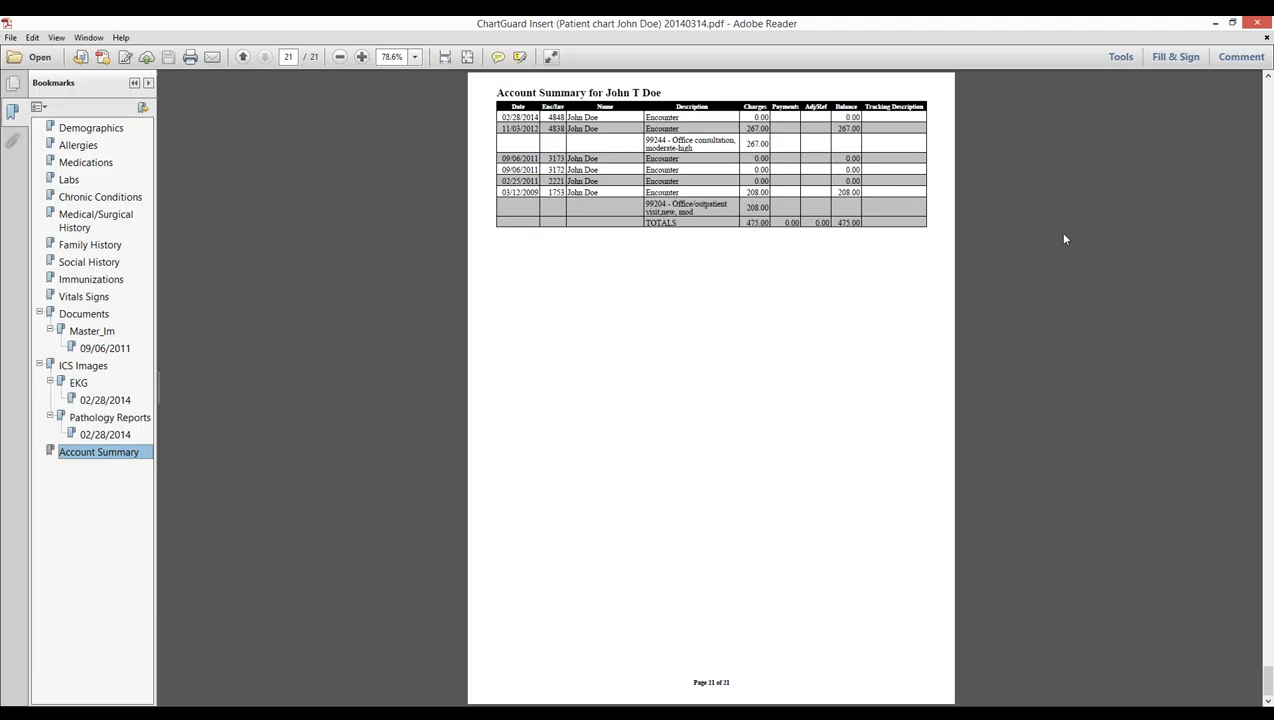 ChartGuard Insert (Patient chart John Doe) 20140314.pdf - Adobe Reader
File Edit View Window Help
Open 21 / 21 78.6% Tools Fill & Sign Comment
Bookmarks
Demographics
Allergies
Medications
Labs
Chronic Conditions
Medical/Surgical
History
Family History
Social History
Immunizations
Vitals Signs
Documents
Master_Im
09/06/2011
ICS Images
EKG
02/28/2014
Pathology Reports
02/28/2014
Account Summary
Account Summary for John T Doe
Date Enc/Inv Name Description Charges Payments Adj/Ref Balance Tracking Description
02/28/2014 4848 John Doe Encounter 0.00 0.00
11/03/2012 4838 John Doe Encounter 267.00 267.00
99244 - Office consultation,
moderate-high 267.00
09/06/2011 3173 John Doe Encounter 0.00 0.00
09/06/2011 3172 John Doe Encounter 0.00 0.00
02/25/2011 2221 John Doe Encounter 0.00 0.00
03/12/2009 1753 John Doe Encounter 208.00 208.00
99204 - Office/outpatient
visit,new, mod 208.00
TOTALS 475.00 0.00 0.00 475.00
Page 21 of 21